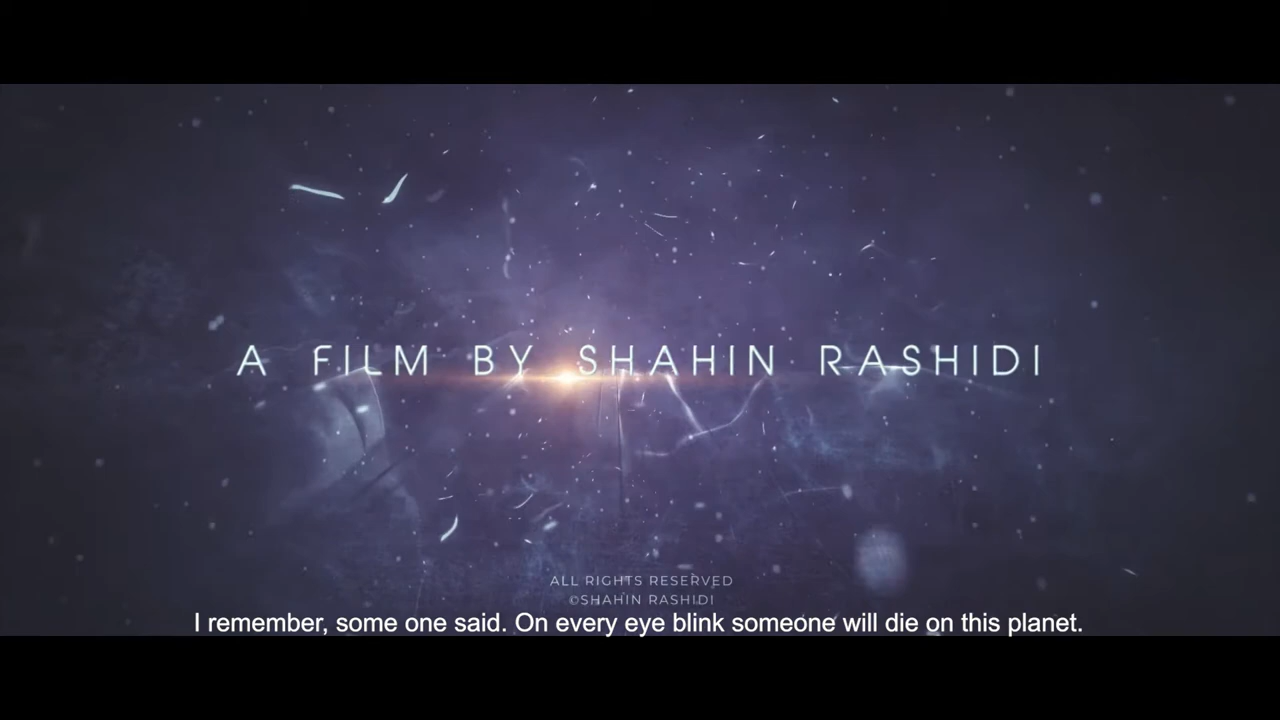 A FILM BY SHAHIN RASHIDI
ALL RIGHTS RESERVED
©SHAHIN RASHIDI
I remember, some one said. On every eye blink someone will die on this planet.